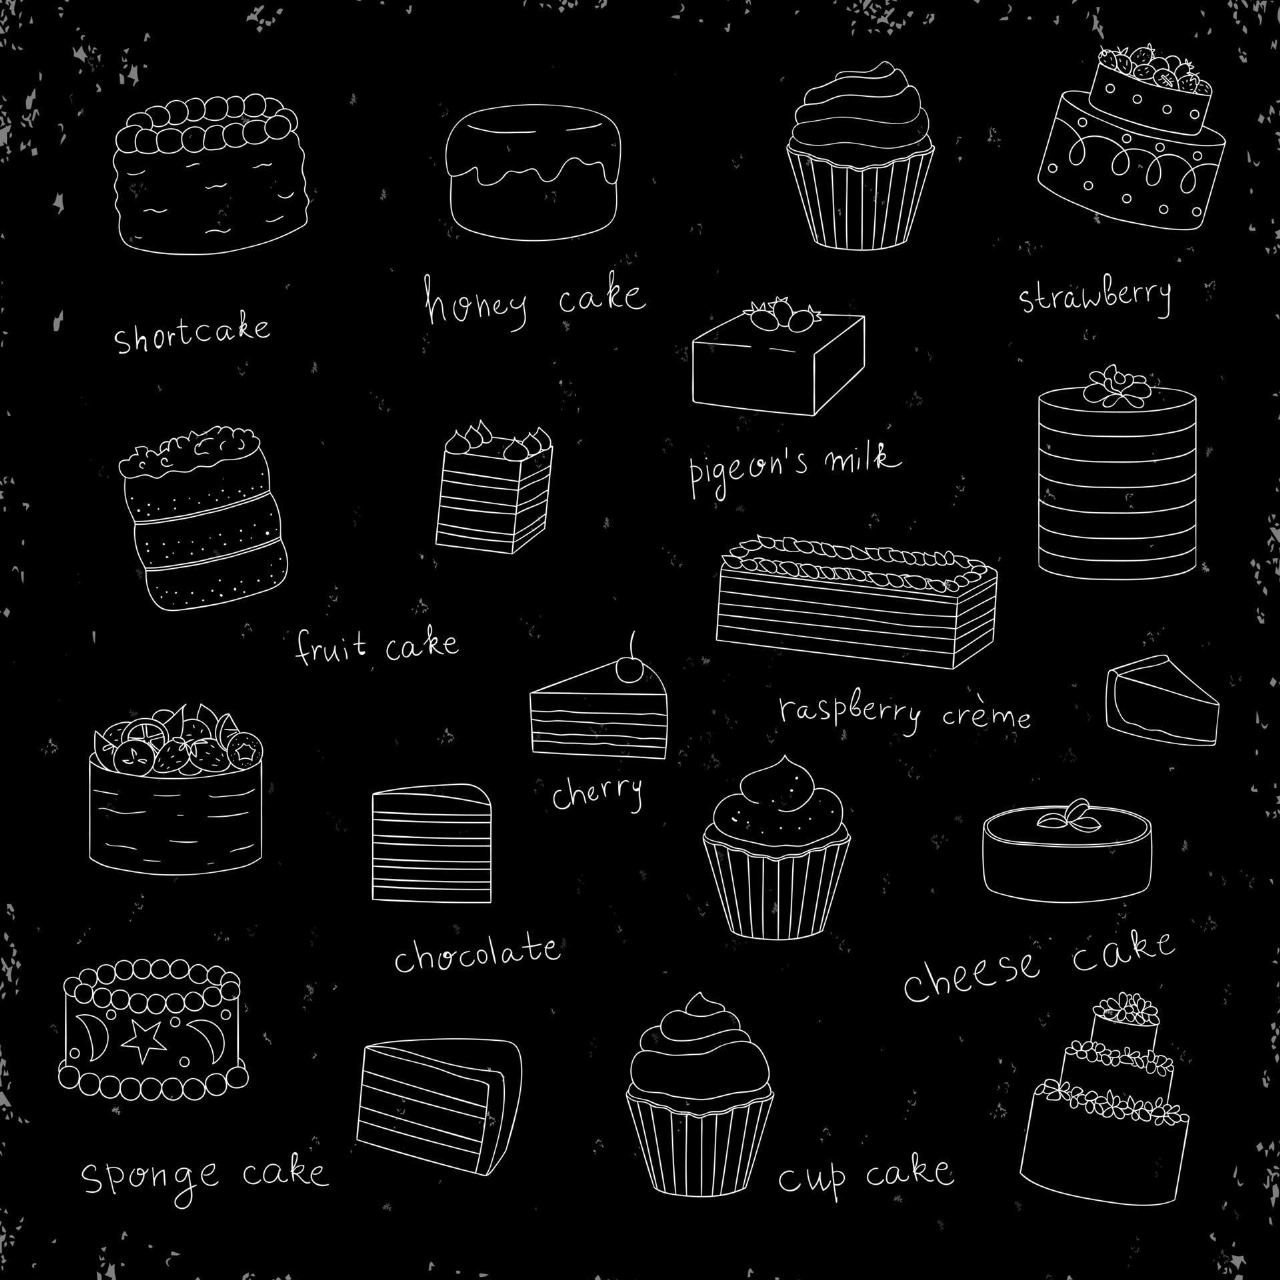 shortcake
honey cake
strawberry
pigeon's milk
fruit cake
raspberry crème
cherry
chocolate
cheese cake
sponge cake
cup cake